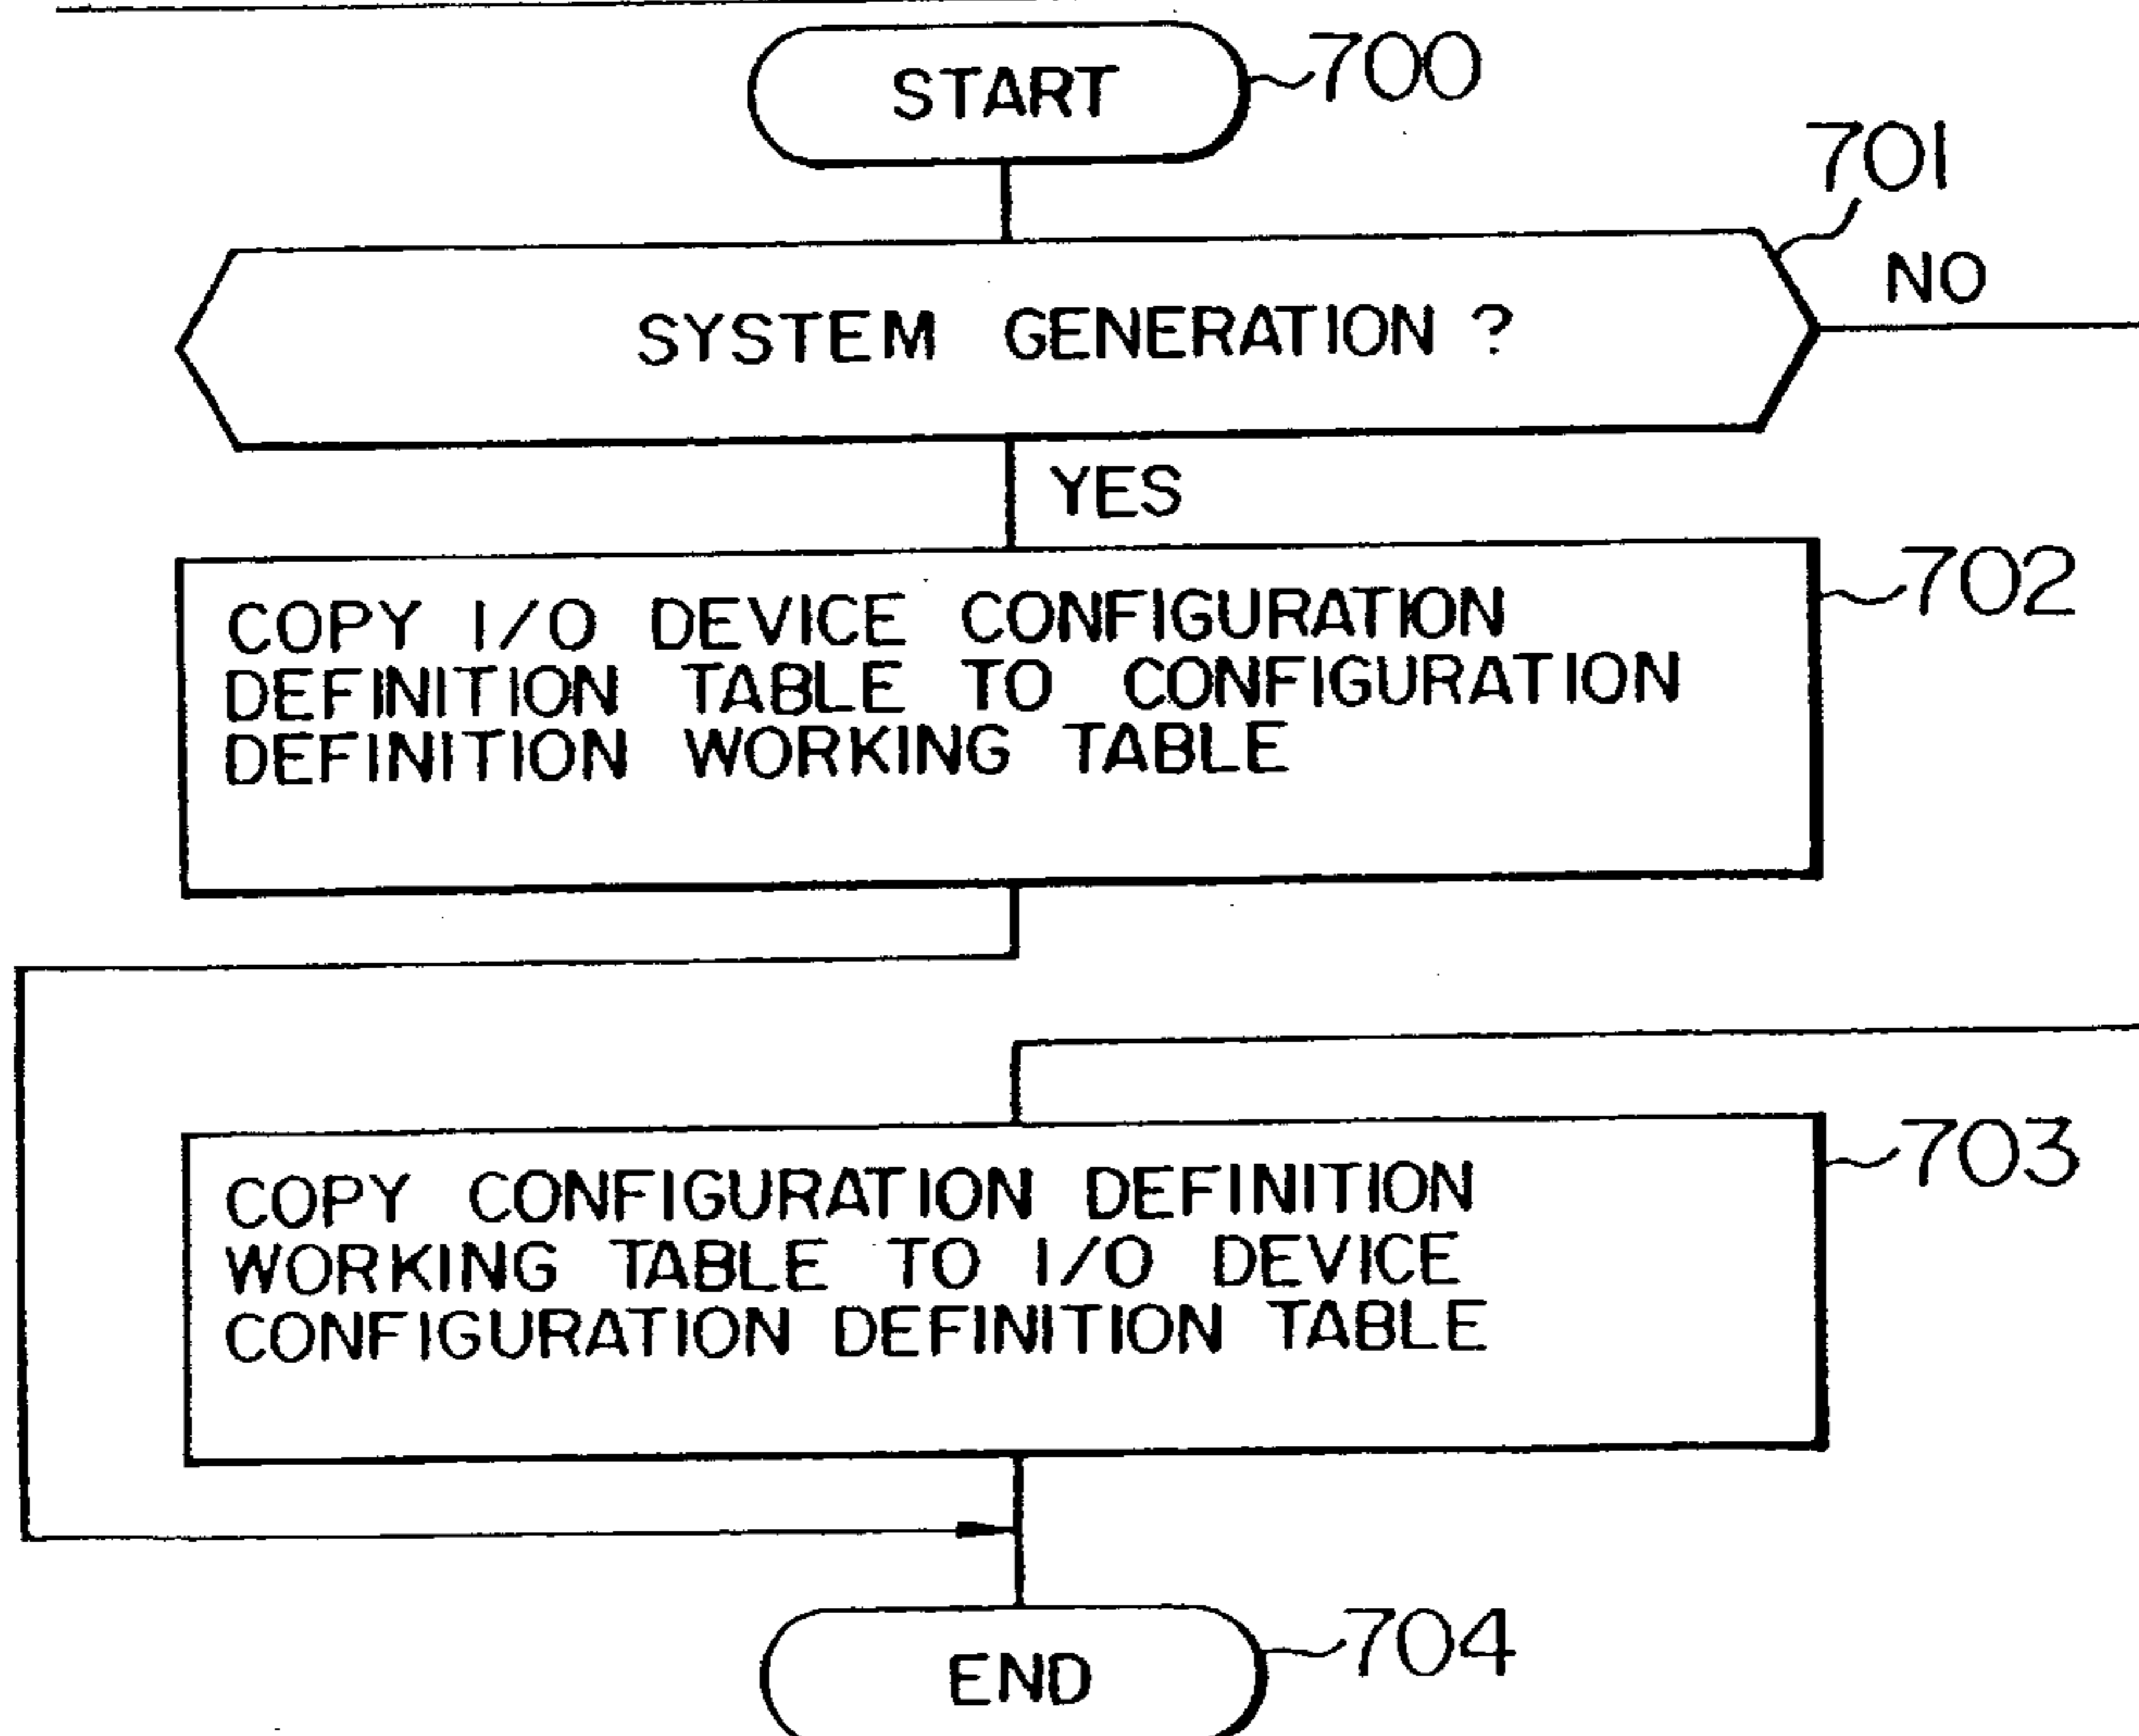 START
700
701
NO
SYSTEM GENERATION ?
YES
702
COPY I/O DEVICE CONFIGURATION
DEFINITION TABLE TO CONFIGURATION
DEFINITION WORKING TABLE
703
COPY CONFIGURATION DEFINITION
WORKING TABLE TO I/O DEVICE
CONFIGURATION DEFINITION TABLE
704
END